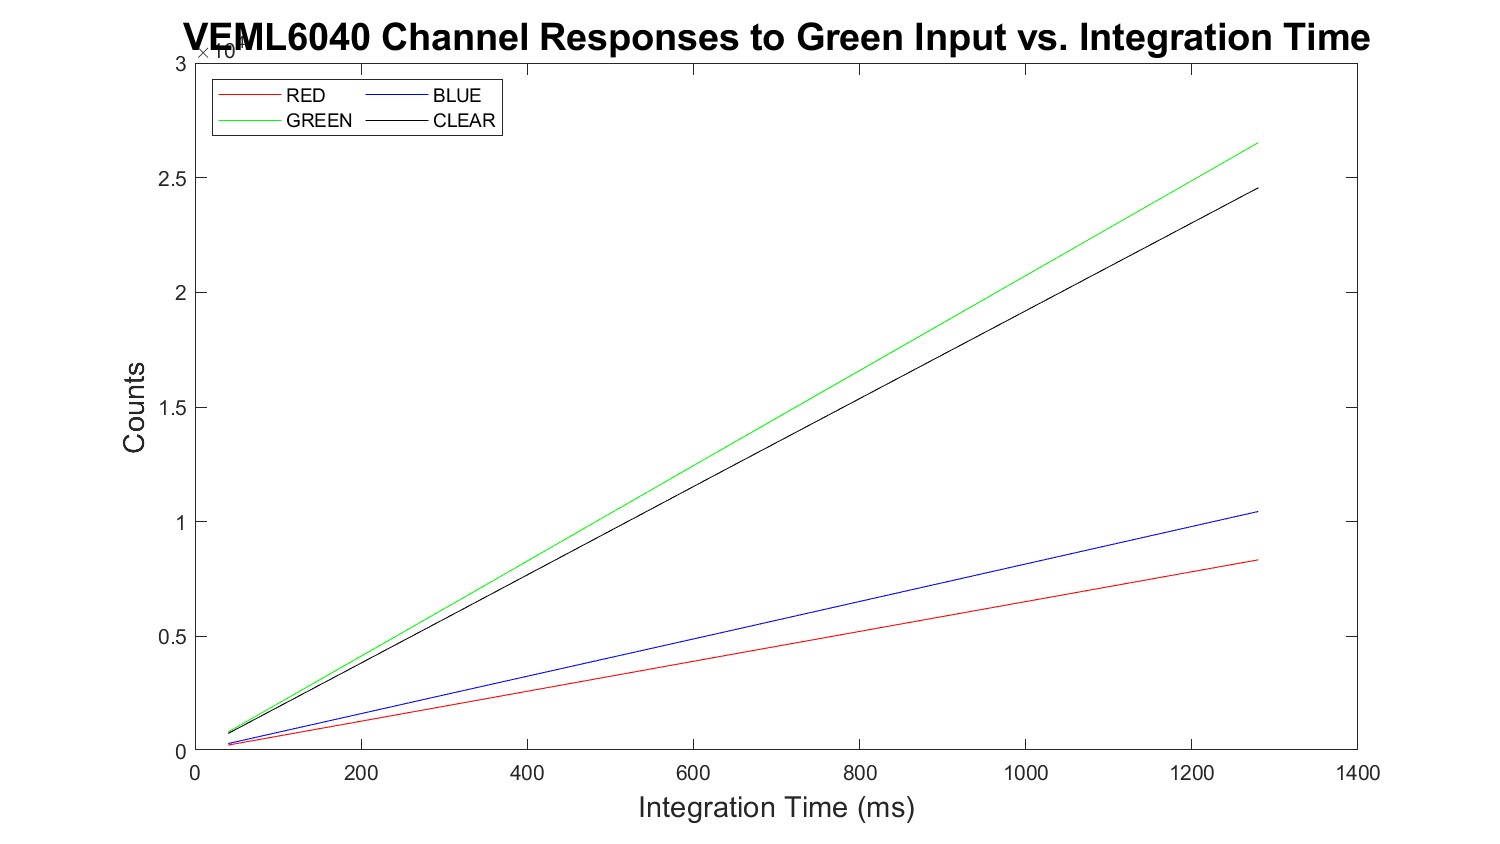 VEML6040 Channel Responses to Green Input vs. Integration Time
3
RED BLUE
GREEN CLEAR
2.5
2
1.5
1
0.5
0
Counts
0 200 400 600 800 1000 1200 1400
Integration Time (ms)